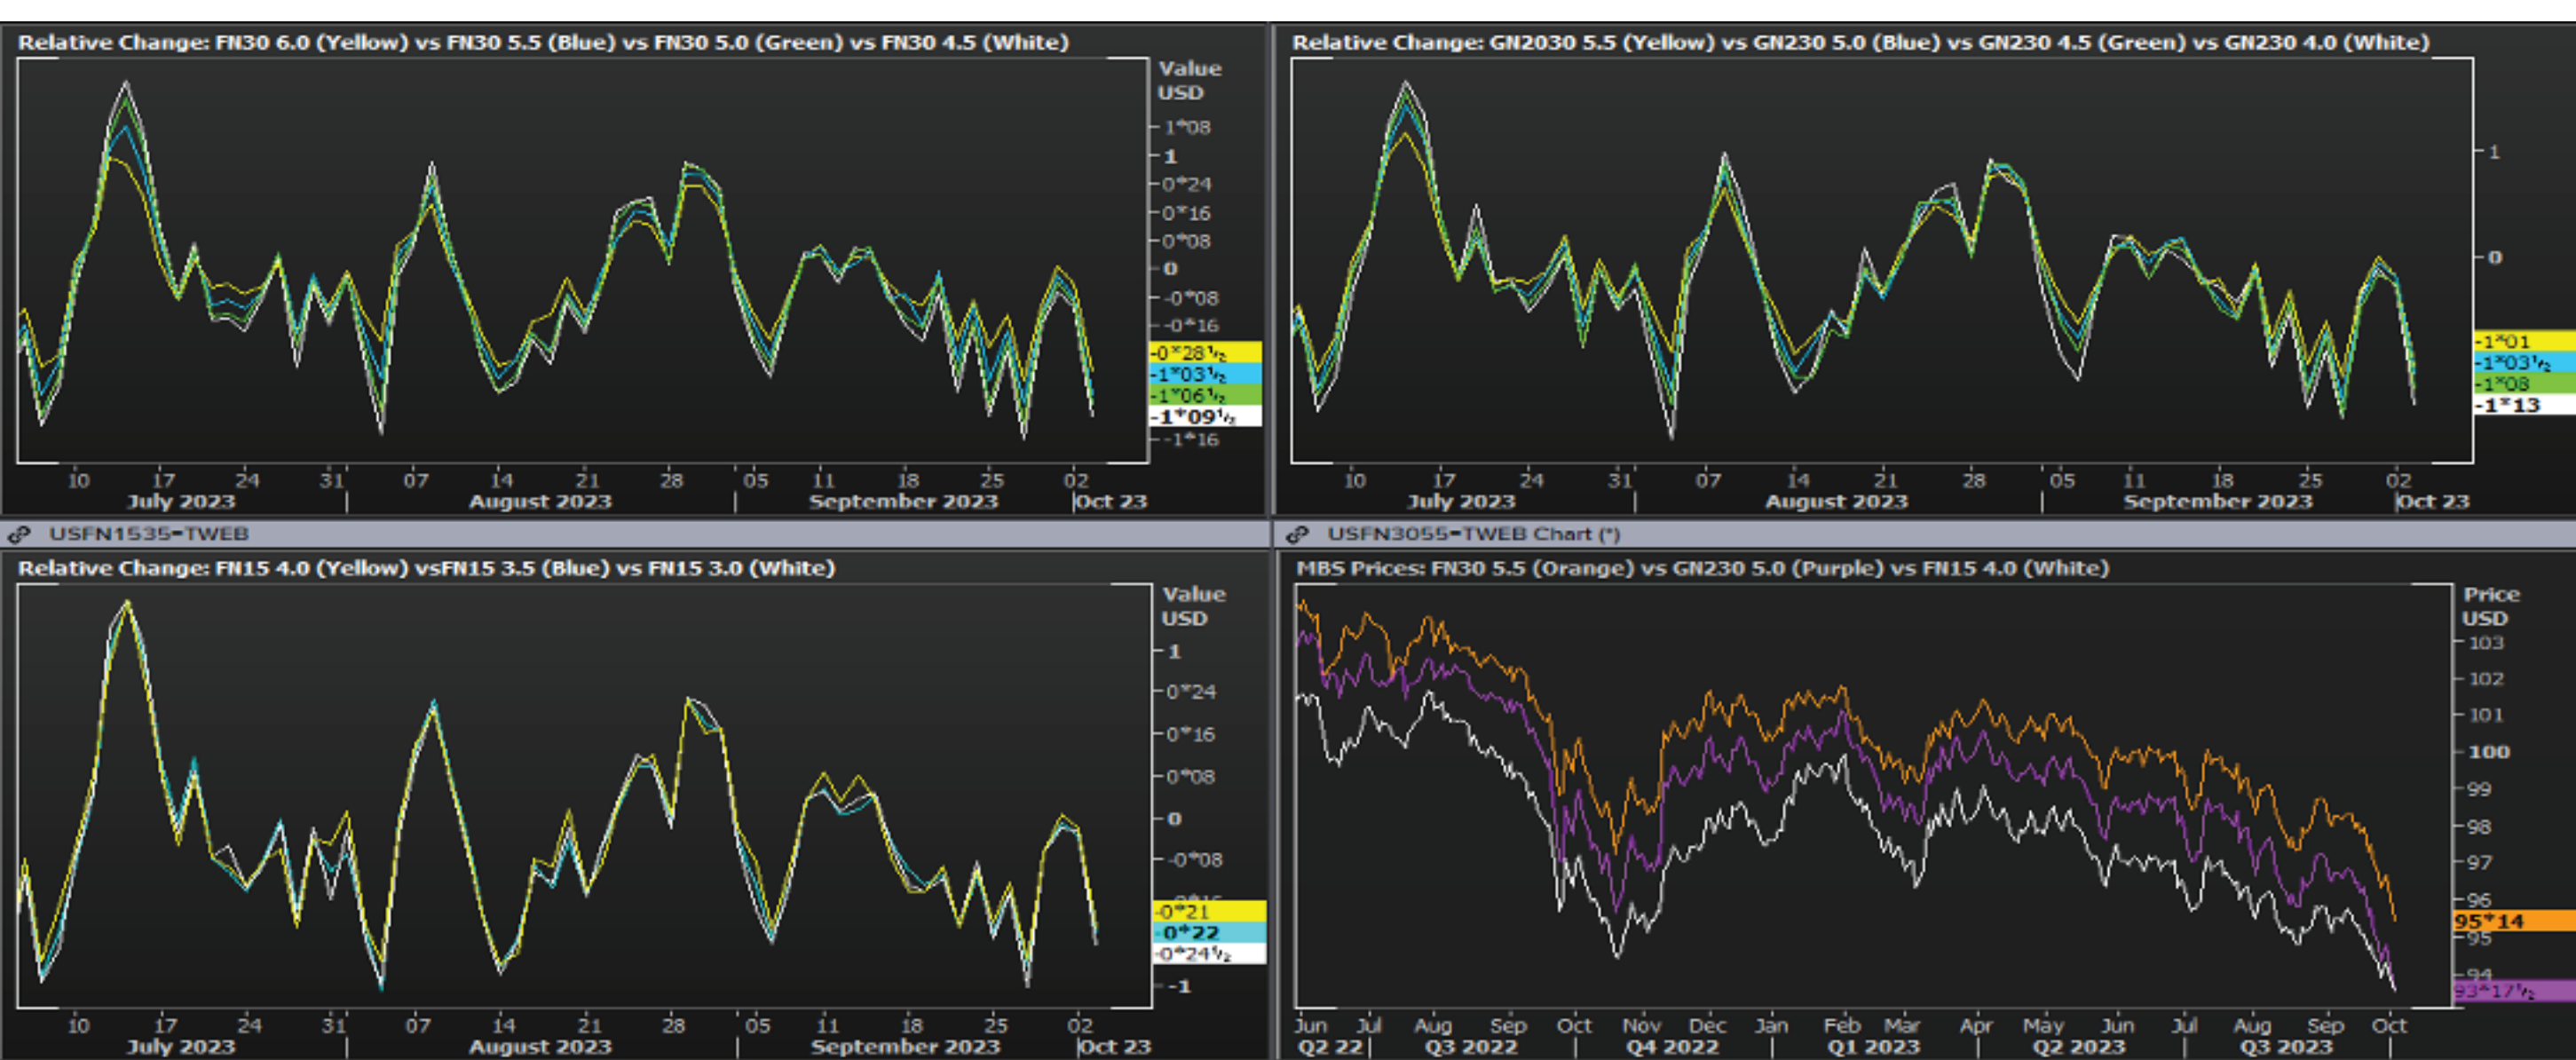 Relative Change: FN30 6.0 (Yellow) vs FN30 5.5 (Blue) vs FN30 5.0 (Green) vs FN30 4.5 (White)
Value
USD
1*08
1
0*24
0*16
0*08
0
-0*08
-0*16
-0*28½
-1*03½
-1*06½
-1*09½
-1*16
10 17 24 31 07 14 21 28 05 11 18 25 02
July 2023 August 2023 September 2023 Oct 23
Relative Change: GN2030 5.5 (Yellow) vs GN230 5.0 (Blue) vs GN230 4.5 (Green) vs GN230 4.0 (White)
1
0
-1*01
-1*03½
-1*08
-1*13
10 17 24 31 07 14 21 28 05 11 18 25 02
July 2023 August 2023 September 2023 Oct 23
USFN1535=TWEB
Relative Change: FN15 4.0 (Yellow) vsFN15 3.5 (Blue) vs FN15 3.0 (White)
Value
USD
1
0*24
0*16
0*08
0
-0*08
-0*21
-0*22
-0*24½
-1
10 17 24 31 07 14 21 28 05 11 18 25 02
July 2023 August 2023 September 2023 Oct 23
USFN3055=TWEB Chart (*)
MBS Prices: FN30 5.5 (Orange) vs GN230 5.0 (Purple) vs FN15 4.0 (White)
Price
USD
103
102
101
100
99
98
97
96
95*14
95
94
93*17½
Jun Jul Aug Sep Oct Nov Dec Jan Feb Mar Apr May Jun Jul Aug Sep Oct
Q2 22 Q3 2022 Q4 2022 Q1 2023 Q2 2023 Q3 2023